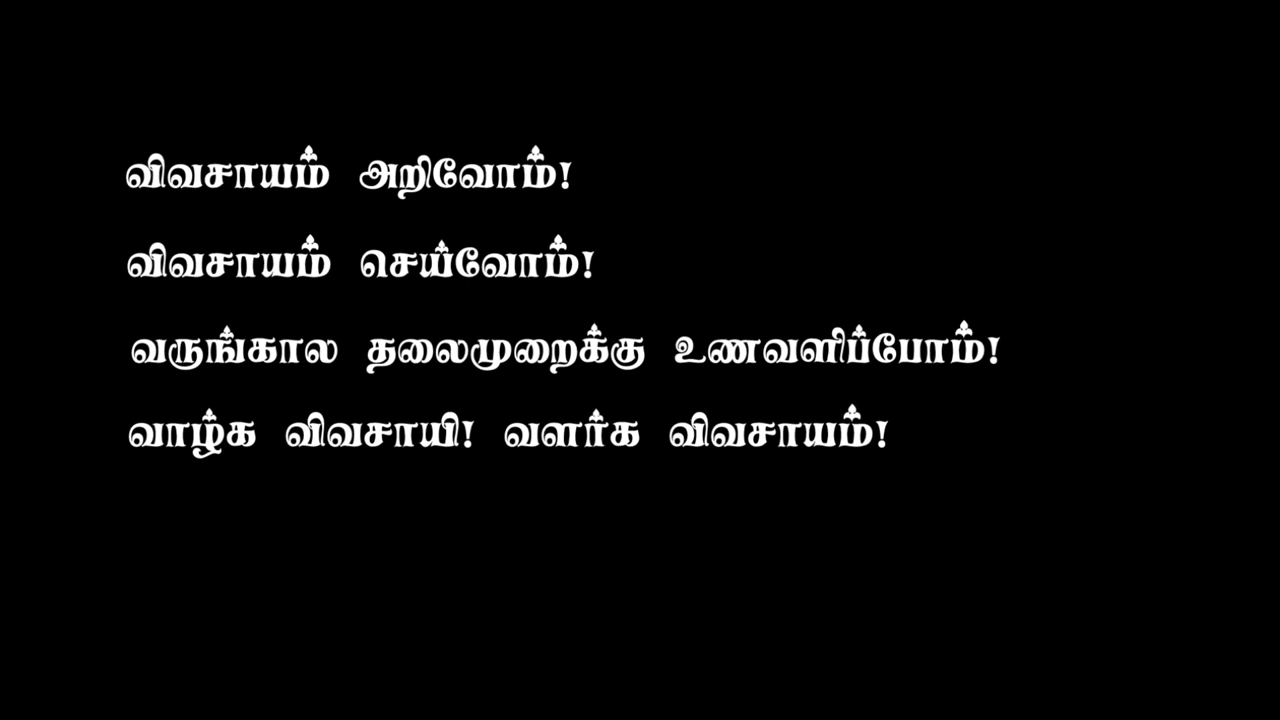 விவசாயம் அறிவோம்!
விவசாயம் செய்வோம்!
வருங்கால தலைமுறைக்கு உணவளிப்போம்!
வாழ்க விவசாயி! வளர்க விவசாயம்!